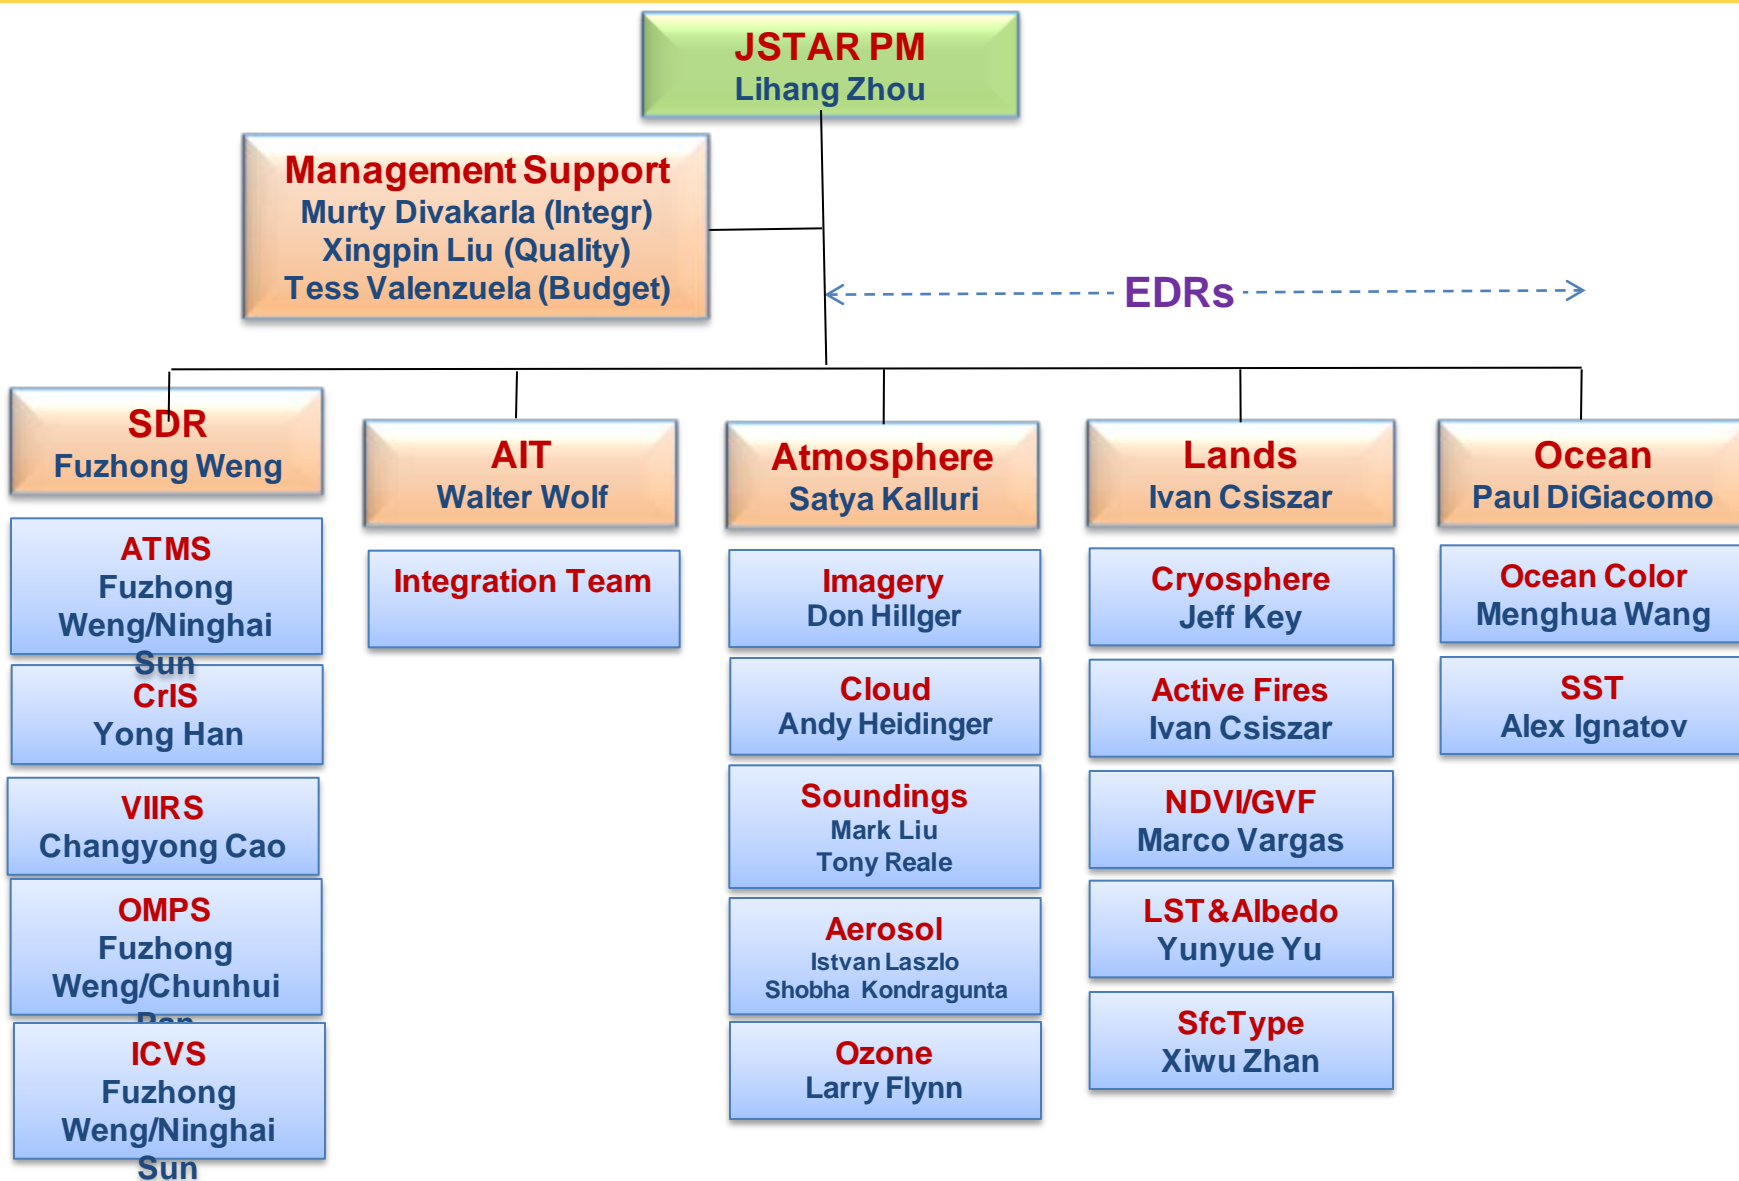 JSTAR PM
Lihang Zhou
Management Support
Murty Divakarla (Integr)
Xingpin Liu (Quality)
Tess Valenzuela (Budget)
EDRs
SDR
Fuzhong Weng
ATMS
Fuzhong
Weng/Ninghai
Sun
CrIS
Yong Han
VIIRS
Changyong Cao
OMPS
Fuzhong
Weng/Chunhui
Pan
ICVS
Fuzhong
Weng/Ninghai
Sun
AIT
Walter Wolf
Integration Team
Atmosphere
Satya Kalluri
Imagery
Don Hillger
Cloud
Andy Heidinger
Soundings
Mark Liu
Tony Reale
Aerosol
Istvan Laszlo
Shobha Kondragunta
Ozone
Larry Flynn
Lands
Ivan Csiszar
Cryosphere
Jeff Key
Active Fires
Ivan Csiszar
NDVI/GVF
Marco Vargas
LST&Albedo
Yunyue Yu
SfcType
Xiwu Zhan
Ocean
Paul DiGiacomo
Ocean Color
Menghua Wang
SST
Alex Ignatov